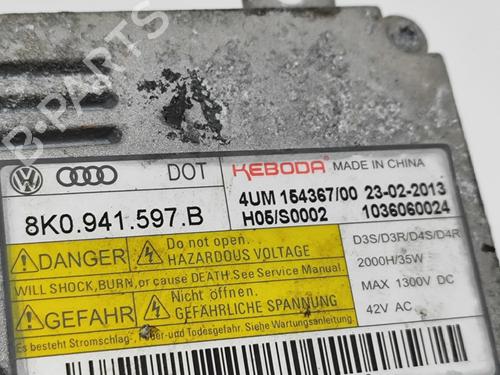 B-PARTS
DOT KEBODA MADE IN CHINA
8K0.941.597.B
4UM 154367/00 23-02-2013
H05/S0002 1036060024
DANGER
Do not open.
HAZARDOUS VOLTAGE
WILL SHOCK,BURN,or cause DEATH.See Service Manual.
GEFAHR
Nicht öffnen.
GEFÄHRLICHE SPANNUNG
Es besteht Stromschlag-,Feuer-oder Todesgefahr. Siehe Wartungsanleitung.
D3S/D3R/D4S/D4R
2000H/35W
MAX 1300V DC
42V AC